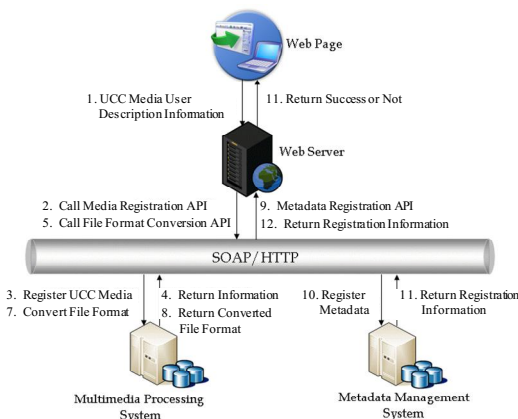 Web Page
1. UCC Media User
Description Information
11. Return Success or Not
Web Server
2. Call Media Registration API
5. Call File Format Conversion API
9. Metadata Registration API
12. Return Registration Information
SOAP/HTTP
3. Register UCC Media
7. Convert File Format
4. Return Information
8. Return Converted
File Format
10. Register
Metadata
11. Return Registration
Information
Multimedia Processing
System
Metadata Management
System